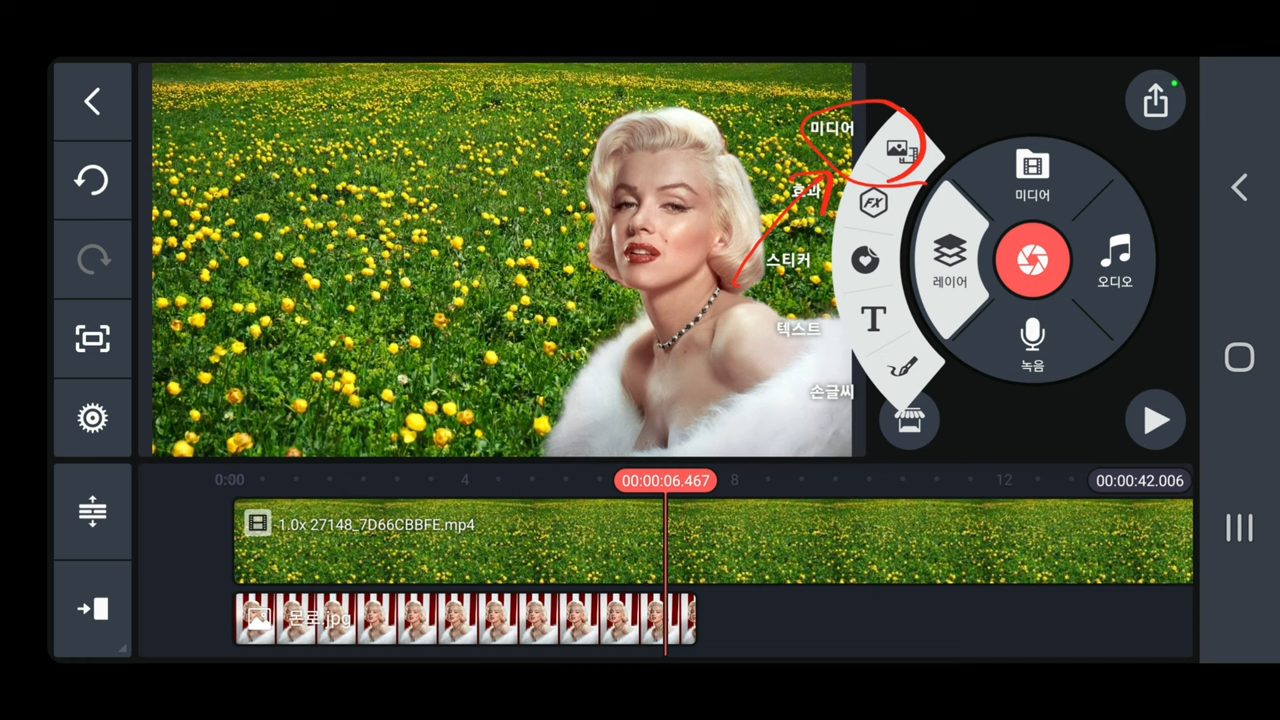 미디어
효과
FX
스티커
T
텍스트
손글씨
미디어
레이어
오디오
녹음
0:00
4
00:00:06.467
8
12
00:00:42.006
1.0x 27148_7D66CBBFE.mp4
몬로.jpg